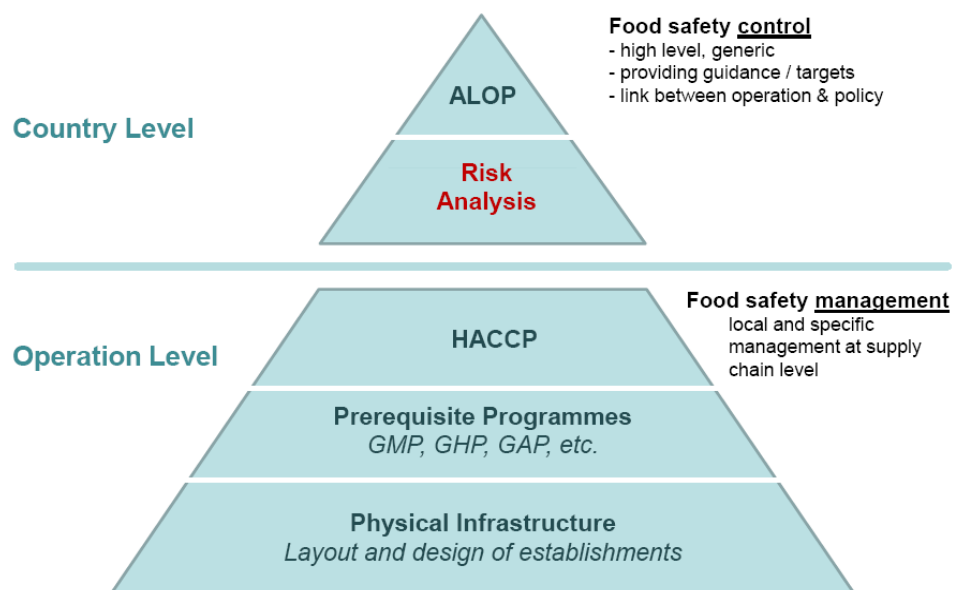 Food safety control
- high level, generic
- providing guidance / targets
- link between operation & policy
ALOP
Country Level
Risk
Analysis
Food safety management
local and specific
management at supply
chain level
HACCP
Operation Level
Prerequisite Programmes
GMP, GHP, GAP, etc.
Physical Infrastructure
Layout and design of establishments